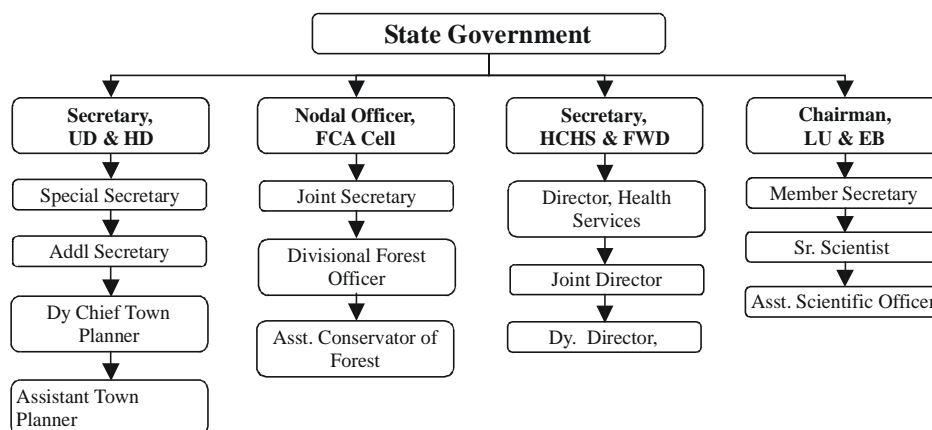 State Government
Secretary,
UD & HD
Special Secretary
Addl Secretary
Dy Chief Town
Planner
Assistant Town
Planner
Nodal Officer,
FCA Cell
Joint Secretary
Divisional Forest
Officer
Asst. Conservator of
Forest
Secretary,
HCHS & FWD
Director, Health
Services
Joint Director
Dy.  Director,
Chairman,
LU & EB
Member Secretary
Sr. Scientist
Asst. Scientific Officer